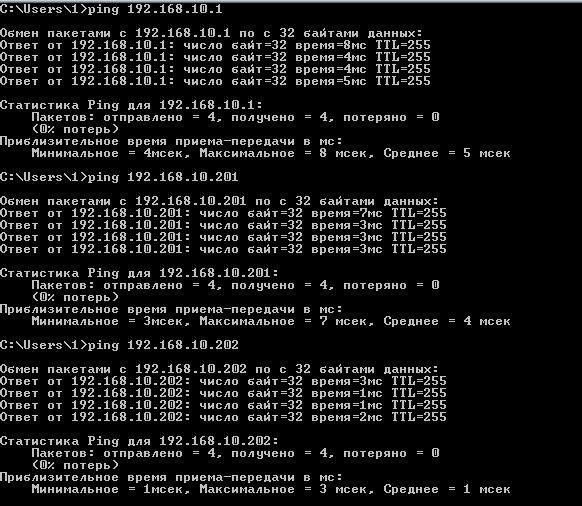 C:\Users\1>ping 192.168.10.1
Обмен пакетами с 192.168.10.1 по с 32 байтами данных:
Ответ от 192.168.10.1: число байт=32 время=8мс TTL=255
Ответ от 192.168.10.1: число байт=32 время=4мс TTL=255
Ответ от 192.168.10.1: число байт=32 время=4мс TTL=255
Ответ от 192.168.10.1: число байт=32 время=5мс TTL=255
Статистика Ping для 192.168.10.1:
Пакетов: отправлено = 4, получено = 4, потеряно = 0
(0% потерь)
Приблизительное время приема-передачи в мс:
Минимальное = 4мсек, Максимальное = 8 мсек, Среднее = 5 мсек
C:\Users\1>ping 192.168.10.201
Обмен пакетами с 192.168.10.201 по с 32 байтами данных:
Ответ от 192.168.10.201: число байт=32 время=7мс TTL=255
Ответ от 192.168.10.201: число байт=32 время=3мс TTL=255
Ответ от 192.168.10.201: число байт=32 время=3мс TTL=255
Ответ от 192.168.10.201: число байт=32 время=3мс TTL=255
Статистика Ping для 192.168.10.201:
Пакетов: отправлено = 4, получено = 4, потеряно = 0
(0% потерь)
Приблизительное время приема-передачи в мс:
Минимальное = 3мсек, Максимальное = 7 мсек, Среднее = 4 мсек
C:\Users\1>ping 192.168.10.202
Обмен пакетами с 192.168.10.202 по с 32 байтами данных:
Ответ от 192.168.10.202: число байт=32 время=3мс TTL=255
Ответ от 192.168.10.202: число байт=32 время=1мс TTL=255
Ответ от 192.168.10.202: число байт=32 время=1мс TTL=255
Ответ от 192.168.10.202: число байт=32 время=2мс TTL=255
Статистика Ping для 192.168.10.202:
Пакетов: отправлено = 4, получено = 4, потеряно = 0
(0% потерь)
Приблизительное время приема-передачи в мс:
Минимальное = 1мсек, Максимальное = 3 мсек, Среднее = 1 мсек